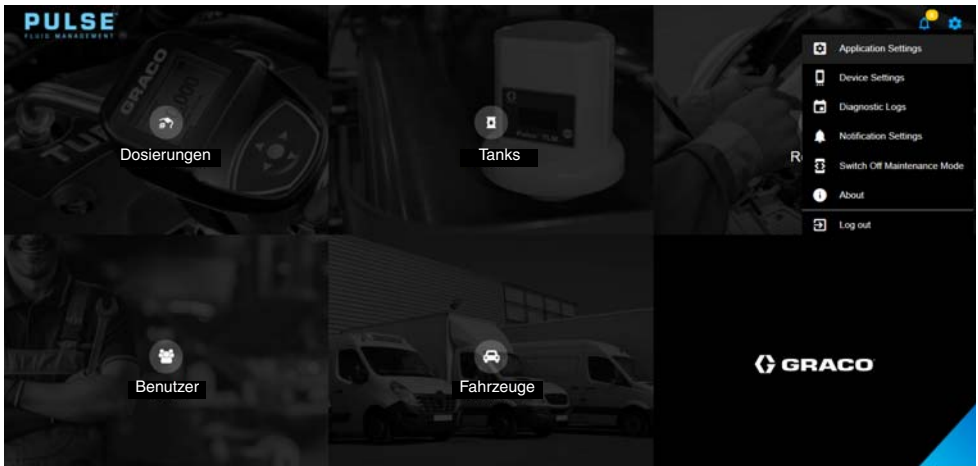 PULSE
FLUID MANAGEMENT
GRACO
Dosierungen
Tanks
Application Settings
Device Settings
Diagnostic Logs
Notification Settings
Switch Off Maintenance Mode
About
Log out
Benutzer
Fahrzeuge
GRACO